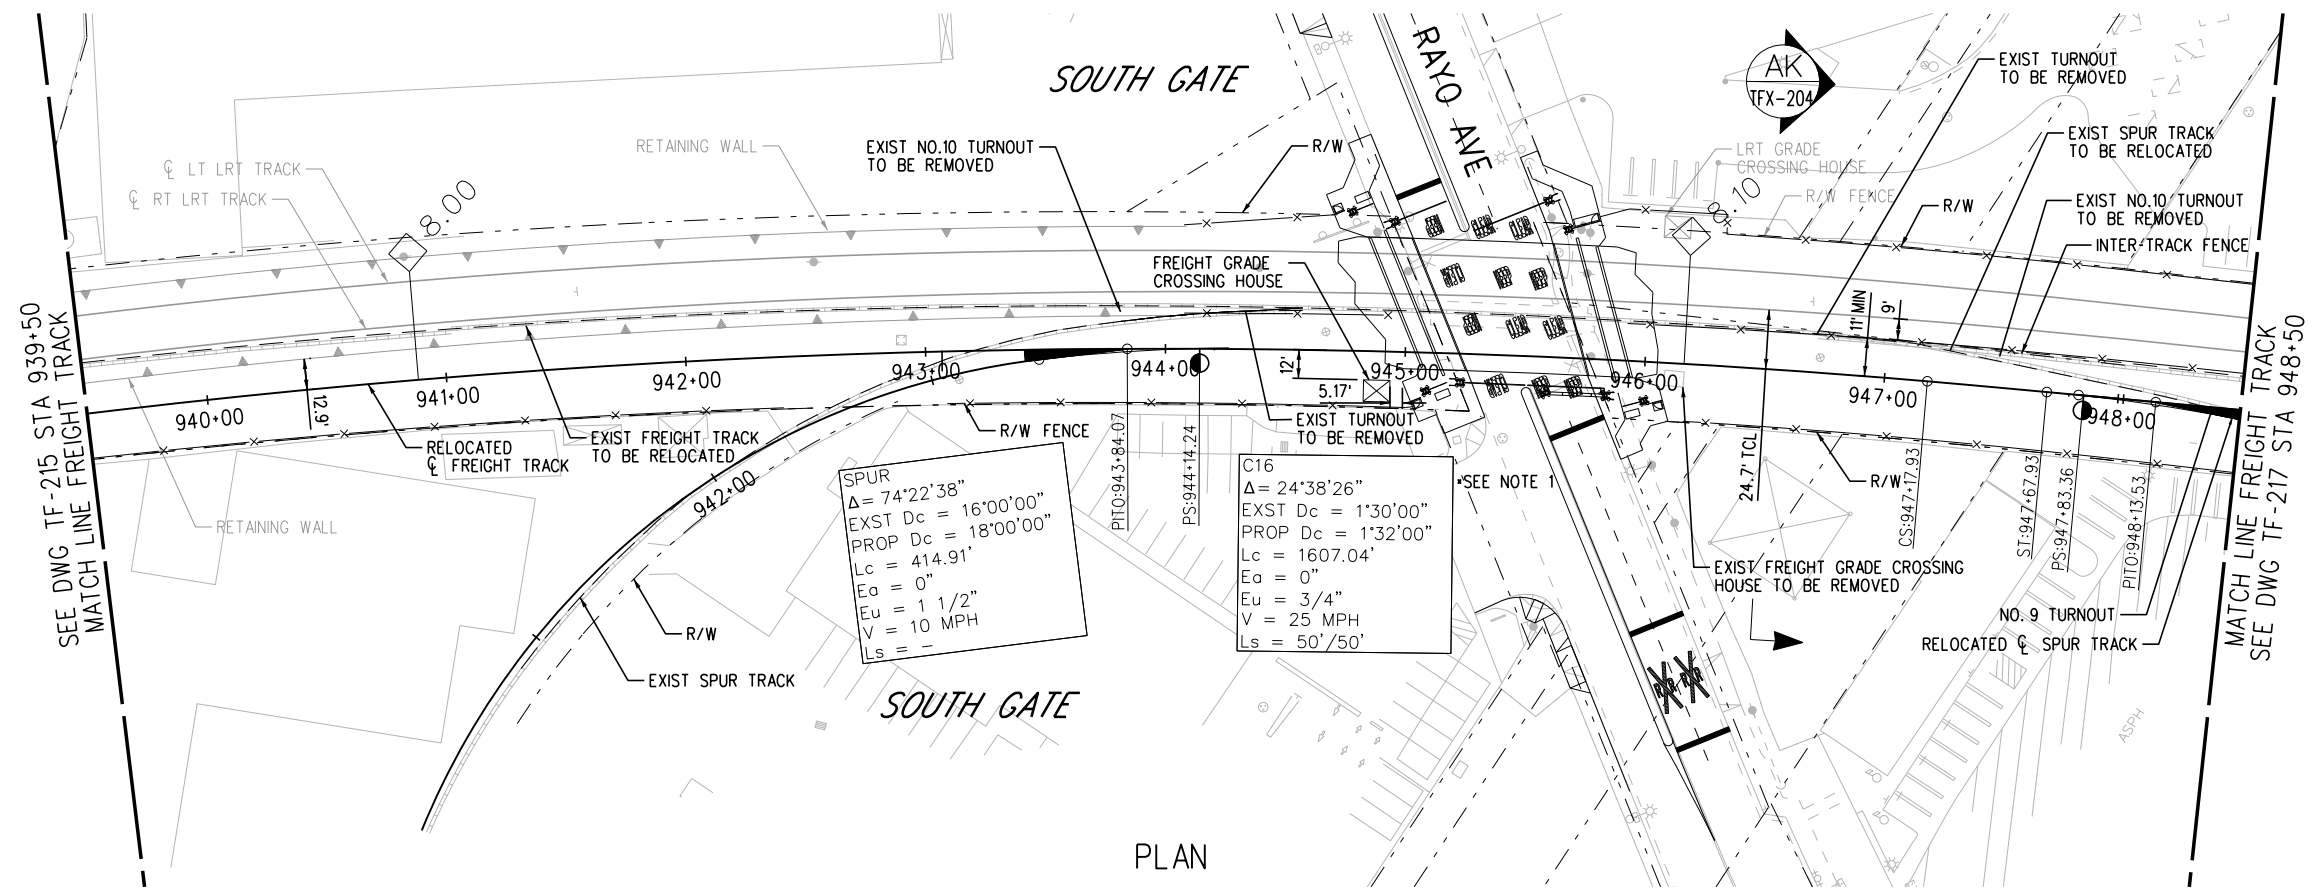 SOUTH GATE
RAYO AVE
AK
TFX-204
EXIST TURNOUT
TO BE REMOVED
RETAINING WALL
EXIST NO.10 TURNOUT
TO BE REMOVED
R/W
LRT GRADE
CROSSING HOUSE
EXIST SPUR TRACK
TO BE RELOCATED
℄ LT LRT TRACK
℄ RT LRT TRACK
8.00
8.10
R/W FENCE
R/W
EXIST NO.10 TURNOUT
TO BE REMOVED
INTER-TRACK FENCE
FREIGHT GRADE
CROSSING HOUSE
11' MIN
9'
SEE DWG TF-215 STA 939+50
MATCH LINE FREIGHT TRACK
940+00
941+00
942+00
943+00
944+00
945+00
946+00
947+00
948+00
12.9'
12'
5.17'
RELOCATED
℄ FREIGHT TRACK
EXIST FREIGHT TRACK
TO BE RELOCATED
R/W FENCE
EXIST TURNOUT
TO BE REMOVED
942+00
RETAINING WALL
PITO:943+84.07
PS:944+14.24
24.7' TCL
R/W
CS:947+17.93
ST:947+67.93
PS:947+83.36
PITO:948+13.53
SPUR
Δ= 74°22'38"
EXST Dc = 16°00'00"
PROP Dc = 18°00'00"
Lc = 414.91'
Ea = 0"
Eu = 1 1/2"
V = 10 MPH
Ls = -
C16
Δ= 24°38'26"
EXST Dc = 1°30'00"
PROP Dc = 1°32'00"
Lc = 1607.04'
Ea = 0"
Eu = 3/4"
V = 25 MPH
Ls = 50'/50'
*SEE NOTE 1
EXIST FREIGHT GRADE CROSSING
HOUSE TO BE REMOVED
NO. 9 TURNOUT
RELOCATED ℄ SPUR TRACK
R/W
EXIST SPUR TRACK
SOUTH GATE
RXR
RXR
ASPH
MATCH LINE FREIGHT TRACK
SEE DWG TF-217 STA 948+50
PLAN